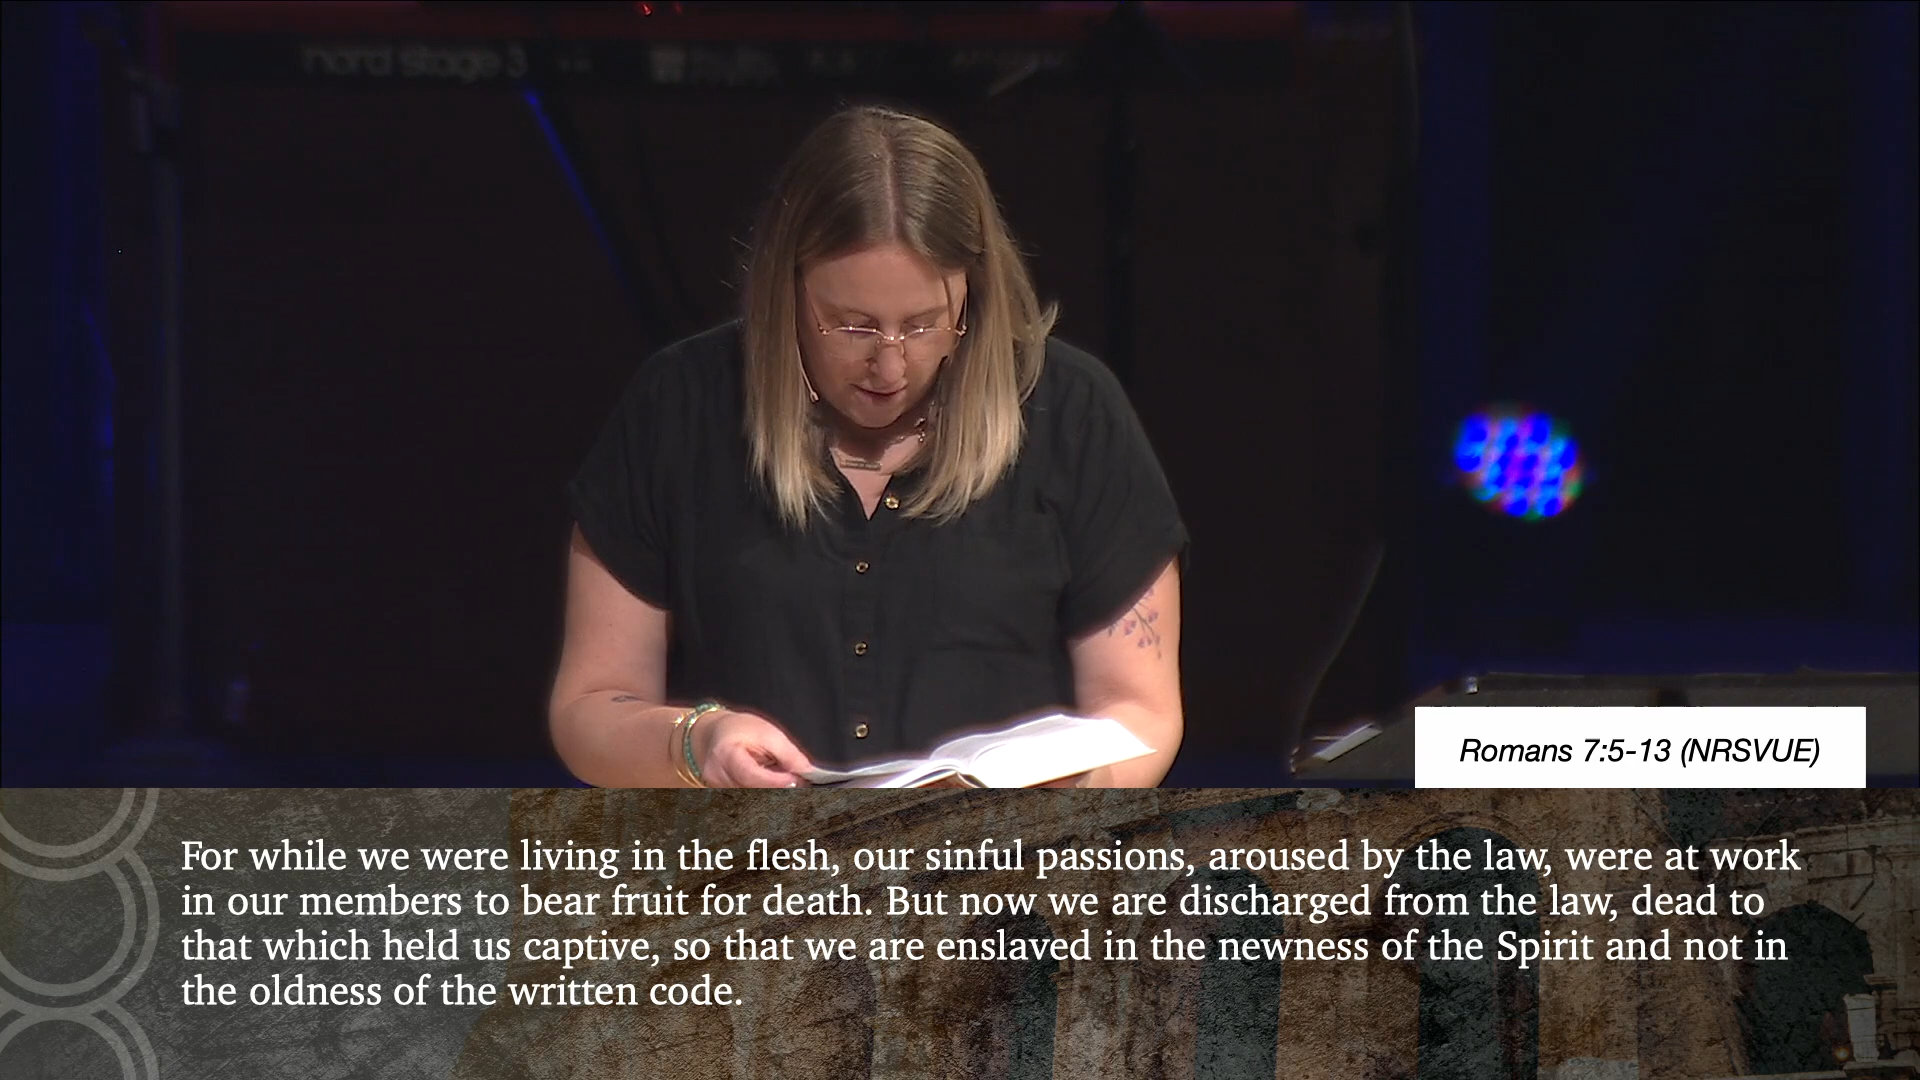 nord stage 3
Romans 7:5-13 (NRSVUE)
For while we were living in the flesh, our sinful passions, aroused by the law, were at work
in our members to bear fruit for death. But now we are discharged from the law, dead to
that which held us captive, so that we are enslaved in the newness of the Spirit and not in
the oldness of the written code.